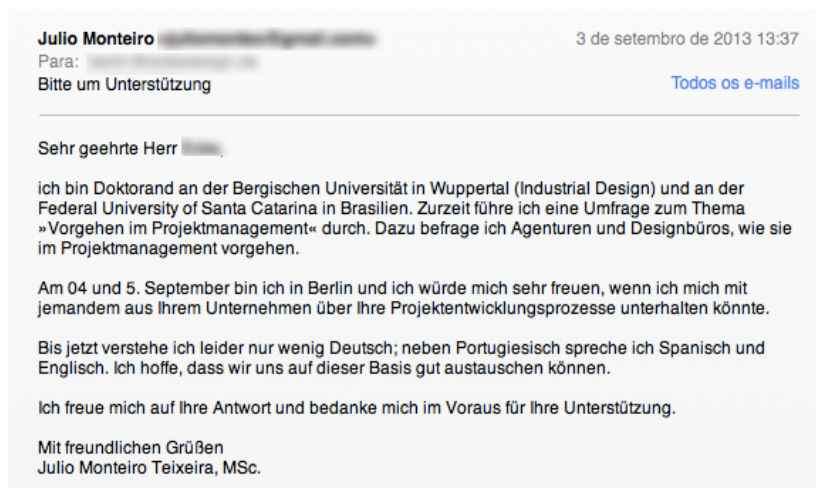 Julio Monteiro
3 de setembro de 2013 13:37
Para:
Bitte um Unterstützung
Todos os e-mails
Sehr geehrte Herr
ich bin Doktorand an der Bergischen Universität in Wuppertal (Industrial Design) und an der
Federal University of Santa Catarina in Brasilien. Zurzeit führe ich eine Umfrage zum Thema
»Vorgehen im Projektmanagement« durch. Dazu befrage ich Agenturen und Designbüros, wie sie
im Projektmanagement vorgehen.
Am 04 und 5. September bin ich in Berlin und ich würde mich sehr freuen, wenn ich mich mit
jemandem aus Ihrem Unternehmen über Ihre Projektentwicklungsprozesse unterhalten könnte.
Bis jetzt verstehe ich leider nur wenig Deutsch; neben Portugiesisch spreche ich Spanisch und
Englisch. Ich hoffe, dass wir uns auf dieser Basis gut austauschen können.
Ich freue mich auf Ihre Antwort und bedanke mich im Voraus für Ihre Unterstützung.
Mit freundlichen Grüßen
Julio Monteiro Teixeira, MSc.